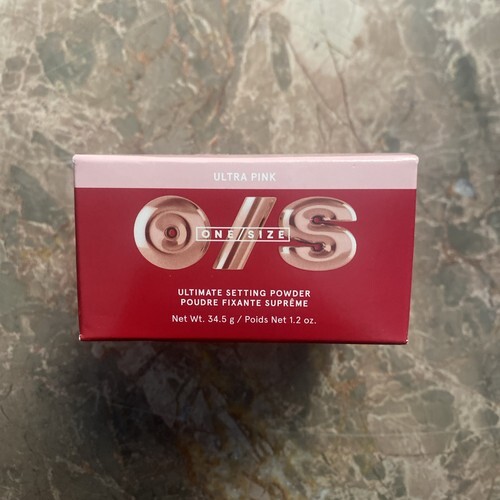 ULTRA PINK
O/S
ONE/SIZE
ULTIMATE SETTING POWDER
POUDRE FIXANTE SUPRÊME
Net Wt. 34.5 g / Poids Net 1.2 oz.